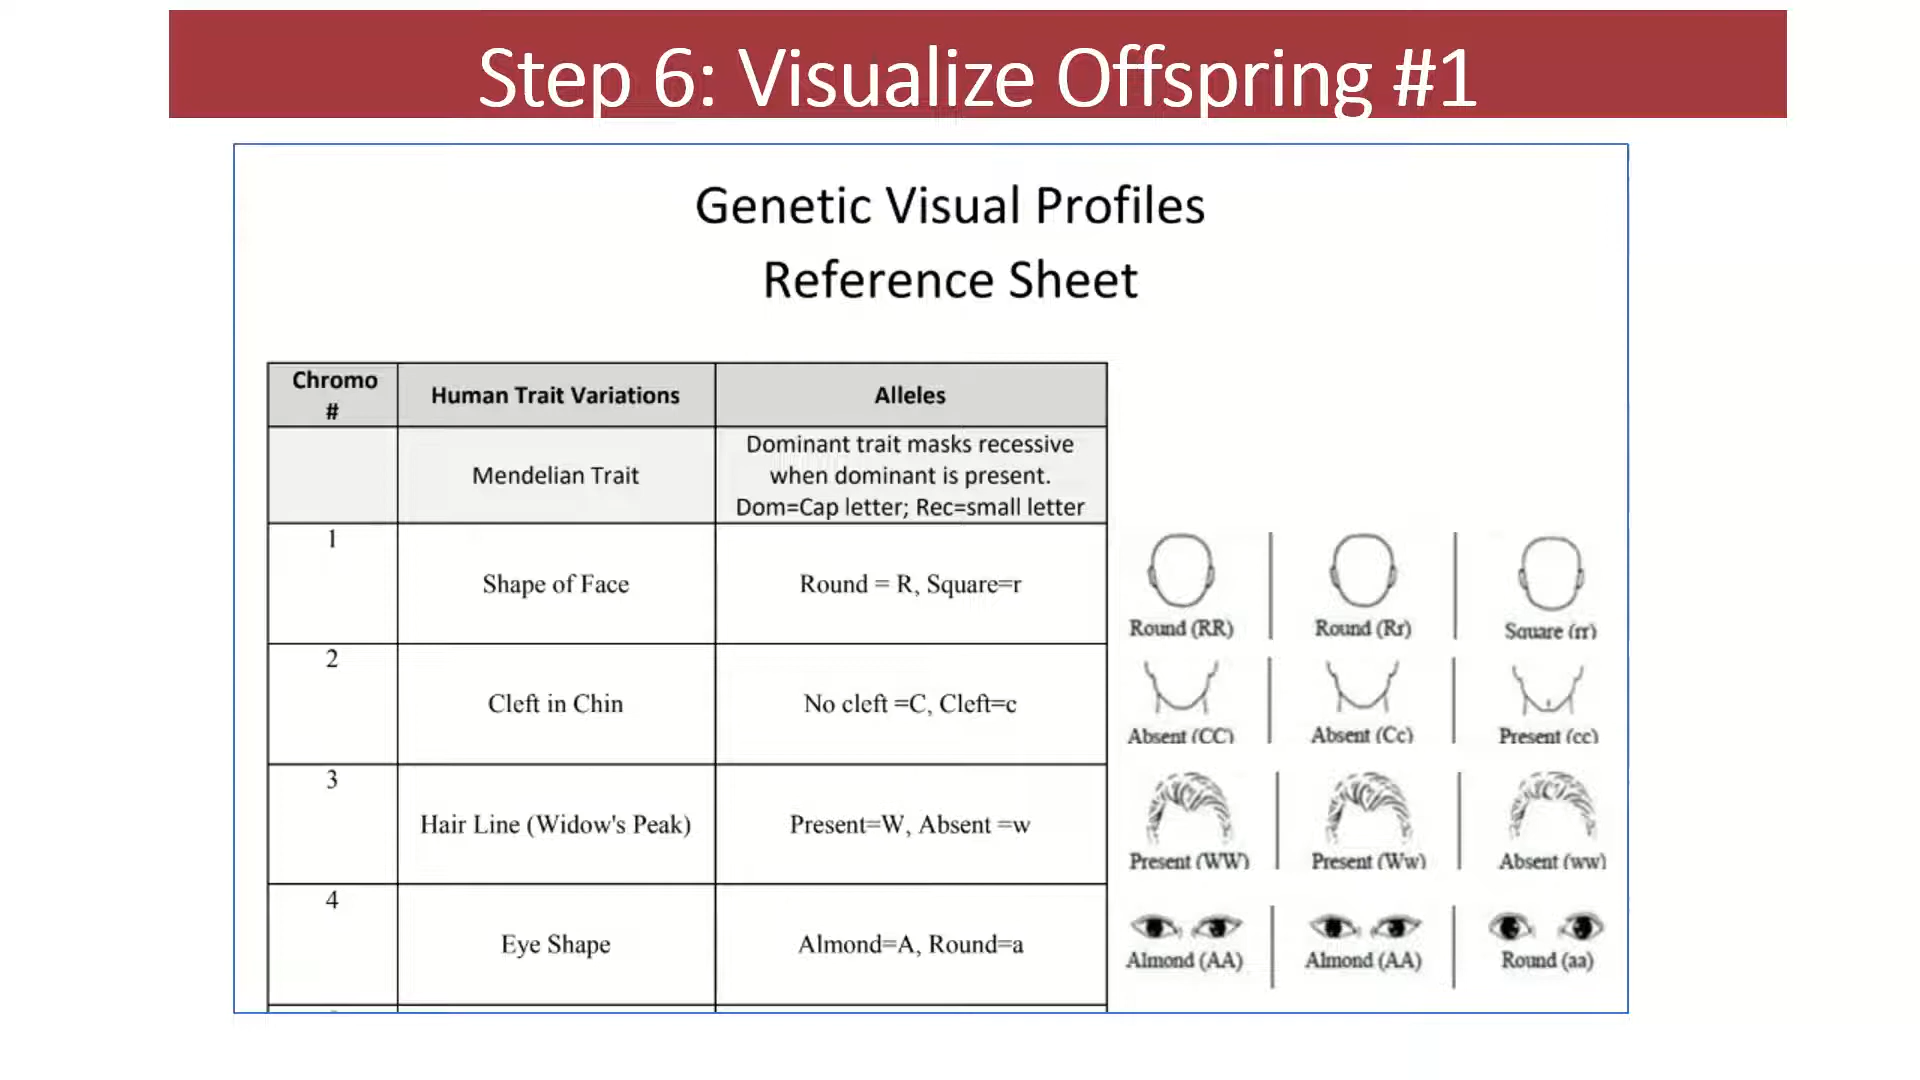 Step 6: Visualize Offspring #1
Genetic Visual Profiles
Reference Sheet
Chromo
#
Human Trait Variations
Alleles
Mendelian Trait
Dominant trait masks recessive
when dominant is present.
Dom=Cap letter; Rec=small letter
1
Shape of Face
Round = R, Square=r
Round (RR)
Round (Rr)
Square (rr)
2
Cleft in Chin
No cleft =C, Cleft=c
Absent (CC)
Absent (Cc)
Present (cc)
3
Hair Line (Widow's Peak)
Present=W, Absent =w
Present (WW)
Present (Ww)
Absent (ww)
4
Eye Shape
Almond=A, Round=a
Almond (AA)
Almond (AA)
Round (aa)